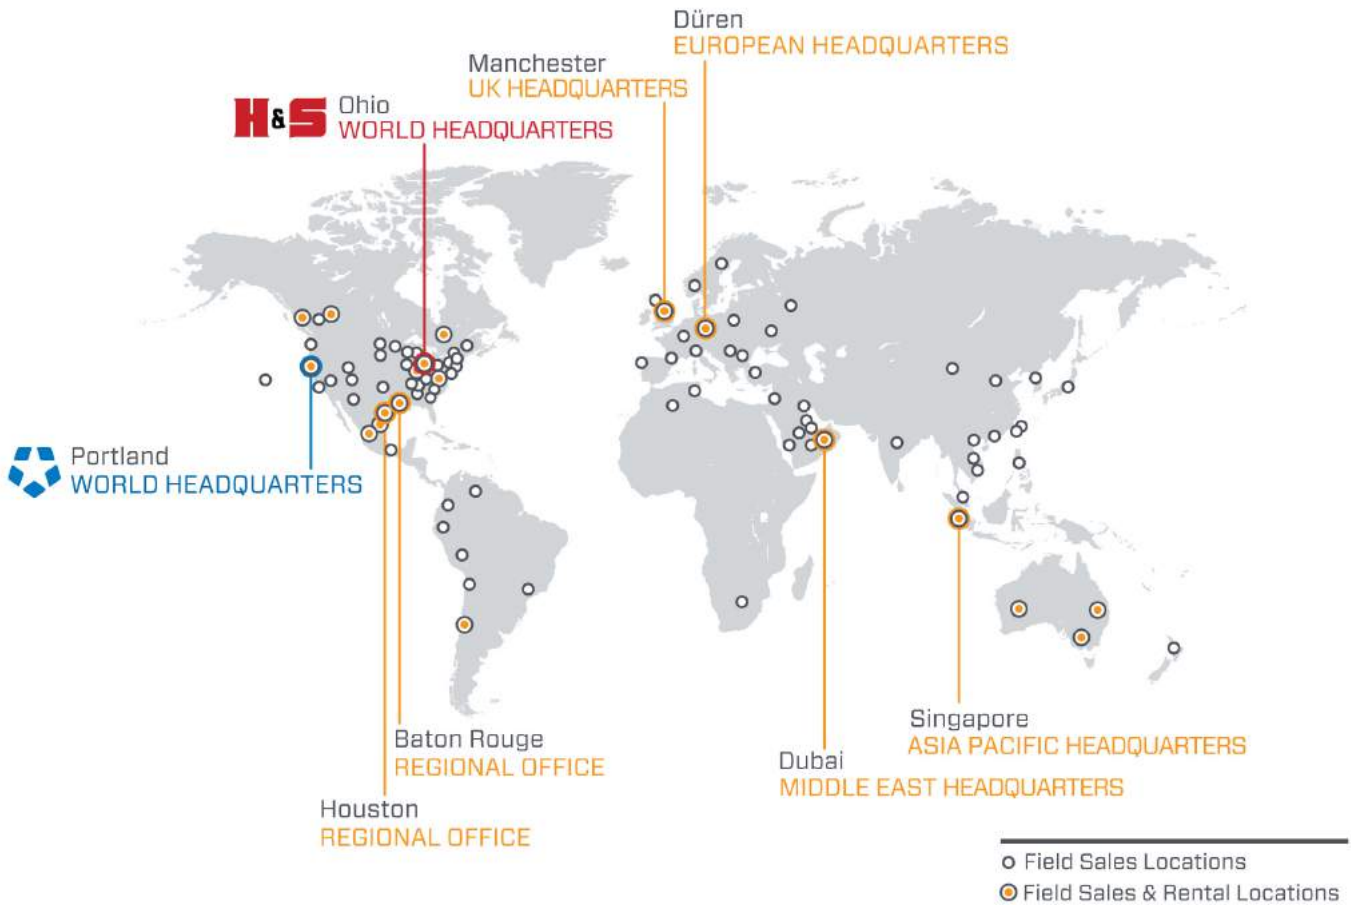 Düren
EUROPEAN HEADQUARTERS
Manchester
UK HEADQUARTERS
H&S
Ohio
WORLD HEADQUARTERS
Portland
WORLD HEADQUARTERS
Baton Rouge
REGIONAL OFFICE
Houston
REGIONAL OFFICE
Singapore
ASIA PACIFIC HEADQUARTERS
Dubai
MIDDLE EAST HEADQUARTERS
Field Sales Locations
Field Sales & Rental Locations